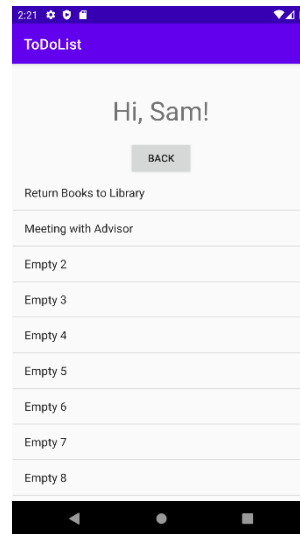 2:21
ToDoList
Hi, Sam!
BACK
Return Books to Library
Meeting with Advisor
Empty 2
Empty 3
Empty 4
Empty 5
Empty 6
Empty 7
Empty 8